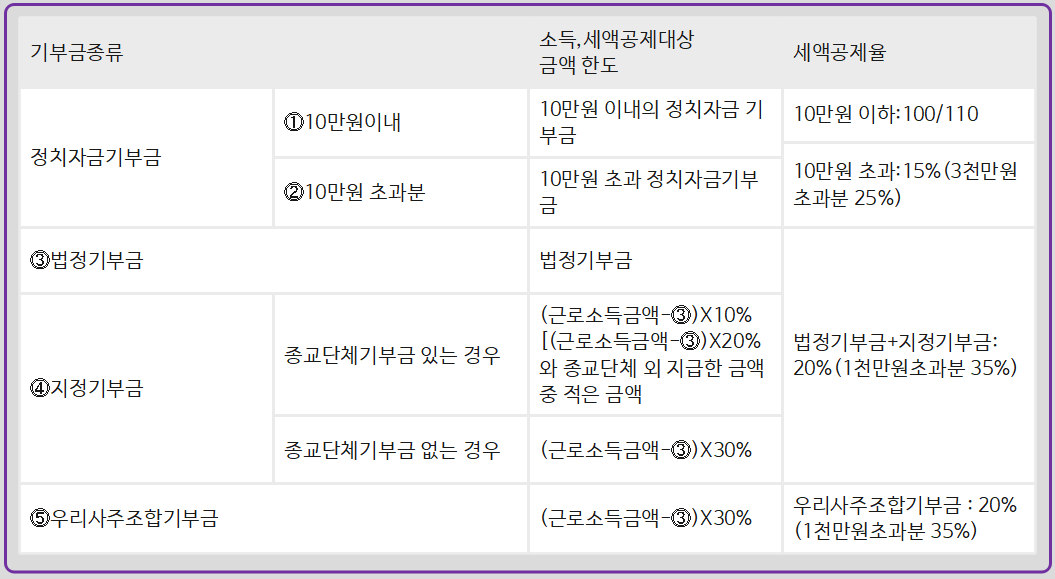 기부금종류
소득,세액공제대상
금액 한도
세액공제율
정치자금기부금
①10만원이내
10만원 이내의 정치자금 기
부금
10만원 이하:100/110
②10만원 초과분
10만원 초과 정치자금기부
금
10만원 초과:15%(3천만원
초과분 25%)
③법정기부금
법정기부금
법정기부금+지정기부금:
20%(1천만원초과분 35%)
④지정기부금
종교단체기부금 있는 경우
(근로소득금액-③)X10%
[(근로소득금액-③)X20%
와 종교단체 외 지급한 금액
중 적은 금액
종교단체기부금 없는 경우
(근로소득금액-③)X30%
⑤우리사주조합기부금
(근로소득금액-③)X30%
우리사주조합기부금 : 20%
(1천만원초과분 35%)